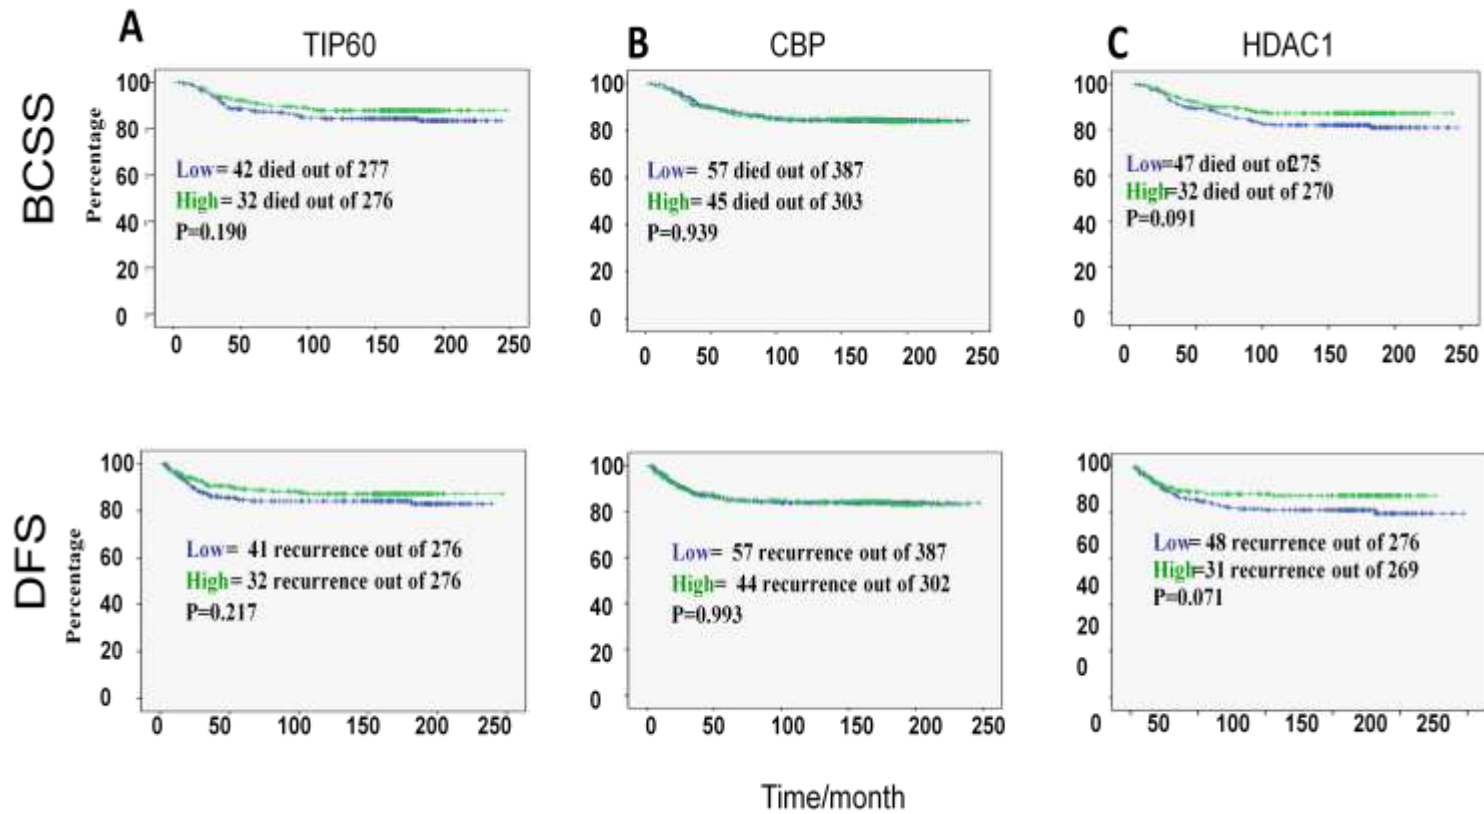 A
TIP60
B
CBP
C
HDAC1
BCSS
Percentage
100
80
60
40
20
0
Low= 42 died out of 277
High= 32 died out of 276
P=0.190
0 50 100 150 200 250
100
80
60
40
20
0
Low= 57 died out of 387
High= 45 died out of 303
P=0.939
0 50 100 150 200 250
100
80
60
40
20
0
Low=47 died out of275
High=32 died out of 270
P=0.091
0 50 100 150 200 250
DFS
Percentage
100
80
60
40
20
0
Low= 41 recurrence out of 276
High= 32 recurrence out of 276
P=0.217
0 50 100 150 200 250
100
80
60
40
20
0
Low= 57 recurrence out of 387
High= 44 recurrence out of 302
P=0.993
0 50 100 150 200 250
100
80
60
40
20
0
Low= 48 recurrence out of 276
High=31 recurrence out of 269
P=0.071
0 50 100 150 200 250
Time/month